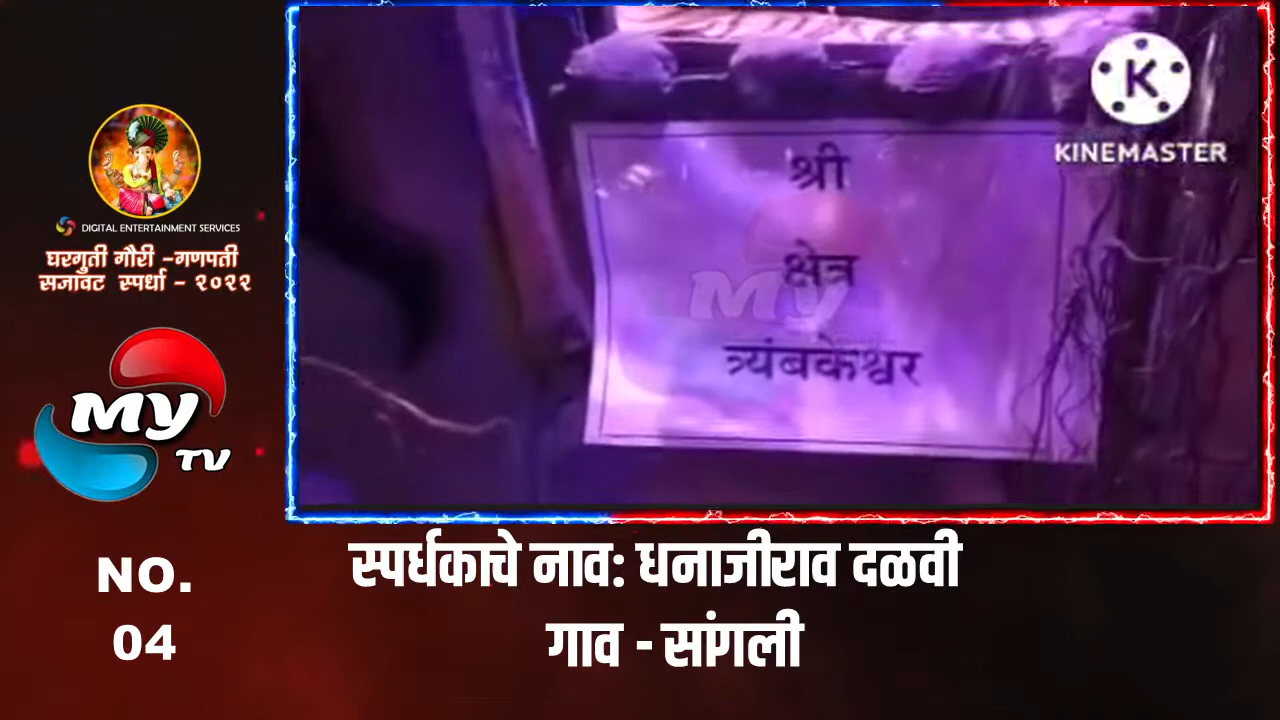 DIGITAL ENTERTAINMENT SERVICES
घरगुती गौरी -गणपती
सजावट स्पर्धा - २०२२
My
TV
NO.
04
K
KINEMASTER
श्री
क्षेत्र
त्र्यंबकेश्वर
My
स्पर्धकाचे नाव: धनाजीराव दळवी
गाव - सांगली